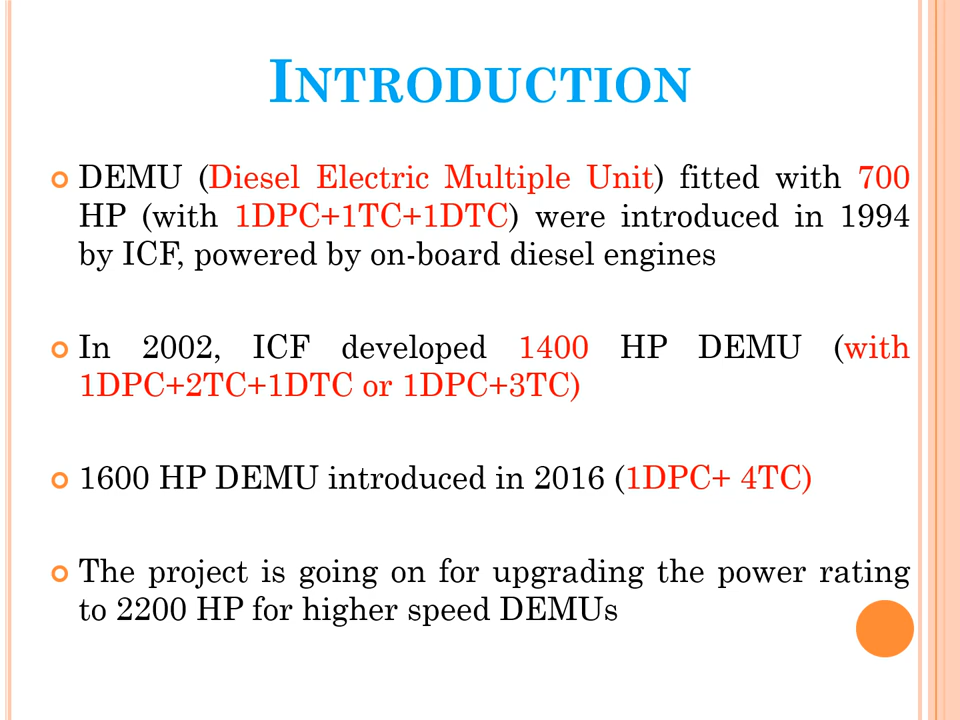 INTRODUCTION
DEMU (Diesel Electric Multiple Unit) fitted with 700
HP (with 1DPC+1TC+1DTC) were introduced in 1994
by ICF, powered by on-board diesel engines
In 2002, ICF developed 1400 HP DEMU (with
1DPC+2TC+1DTC or 1DPC+3TC)
1600 HP DEMU introduced in 2016 (1DPC+ 4TC)
The project is going on for upgrading the power rating
to 2200 HP for higher speed DEMUs